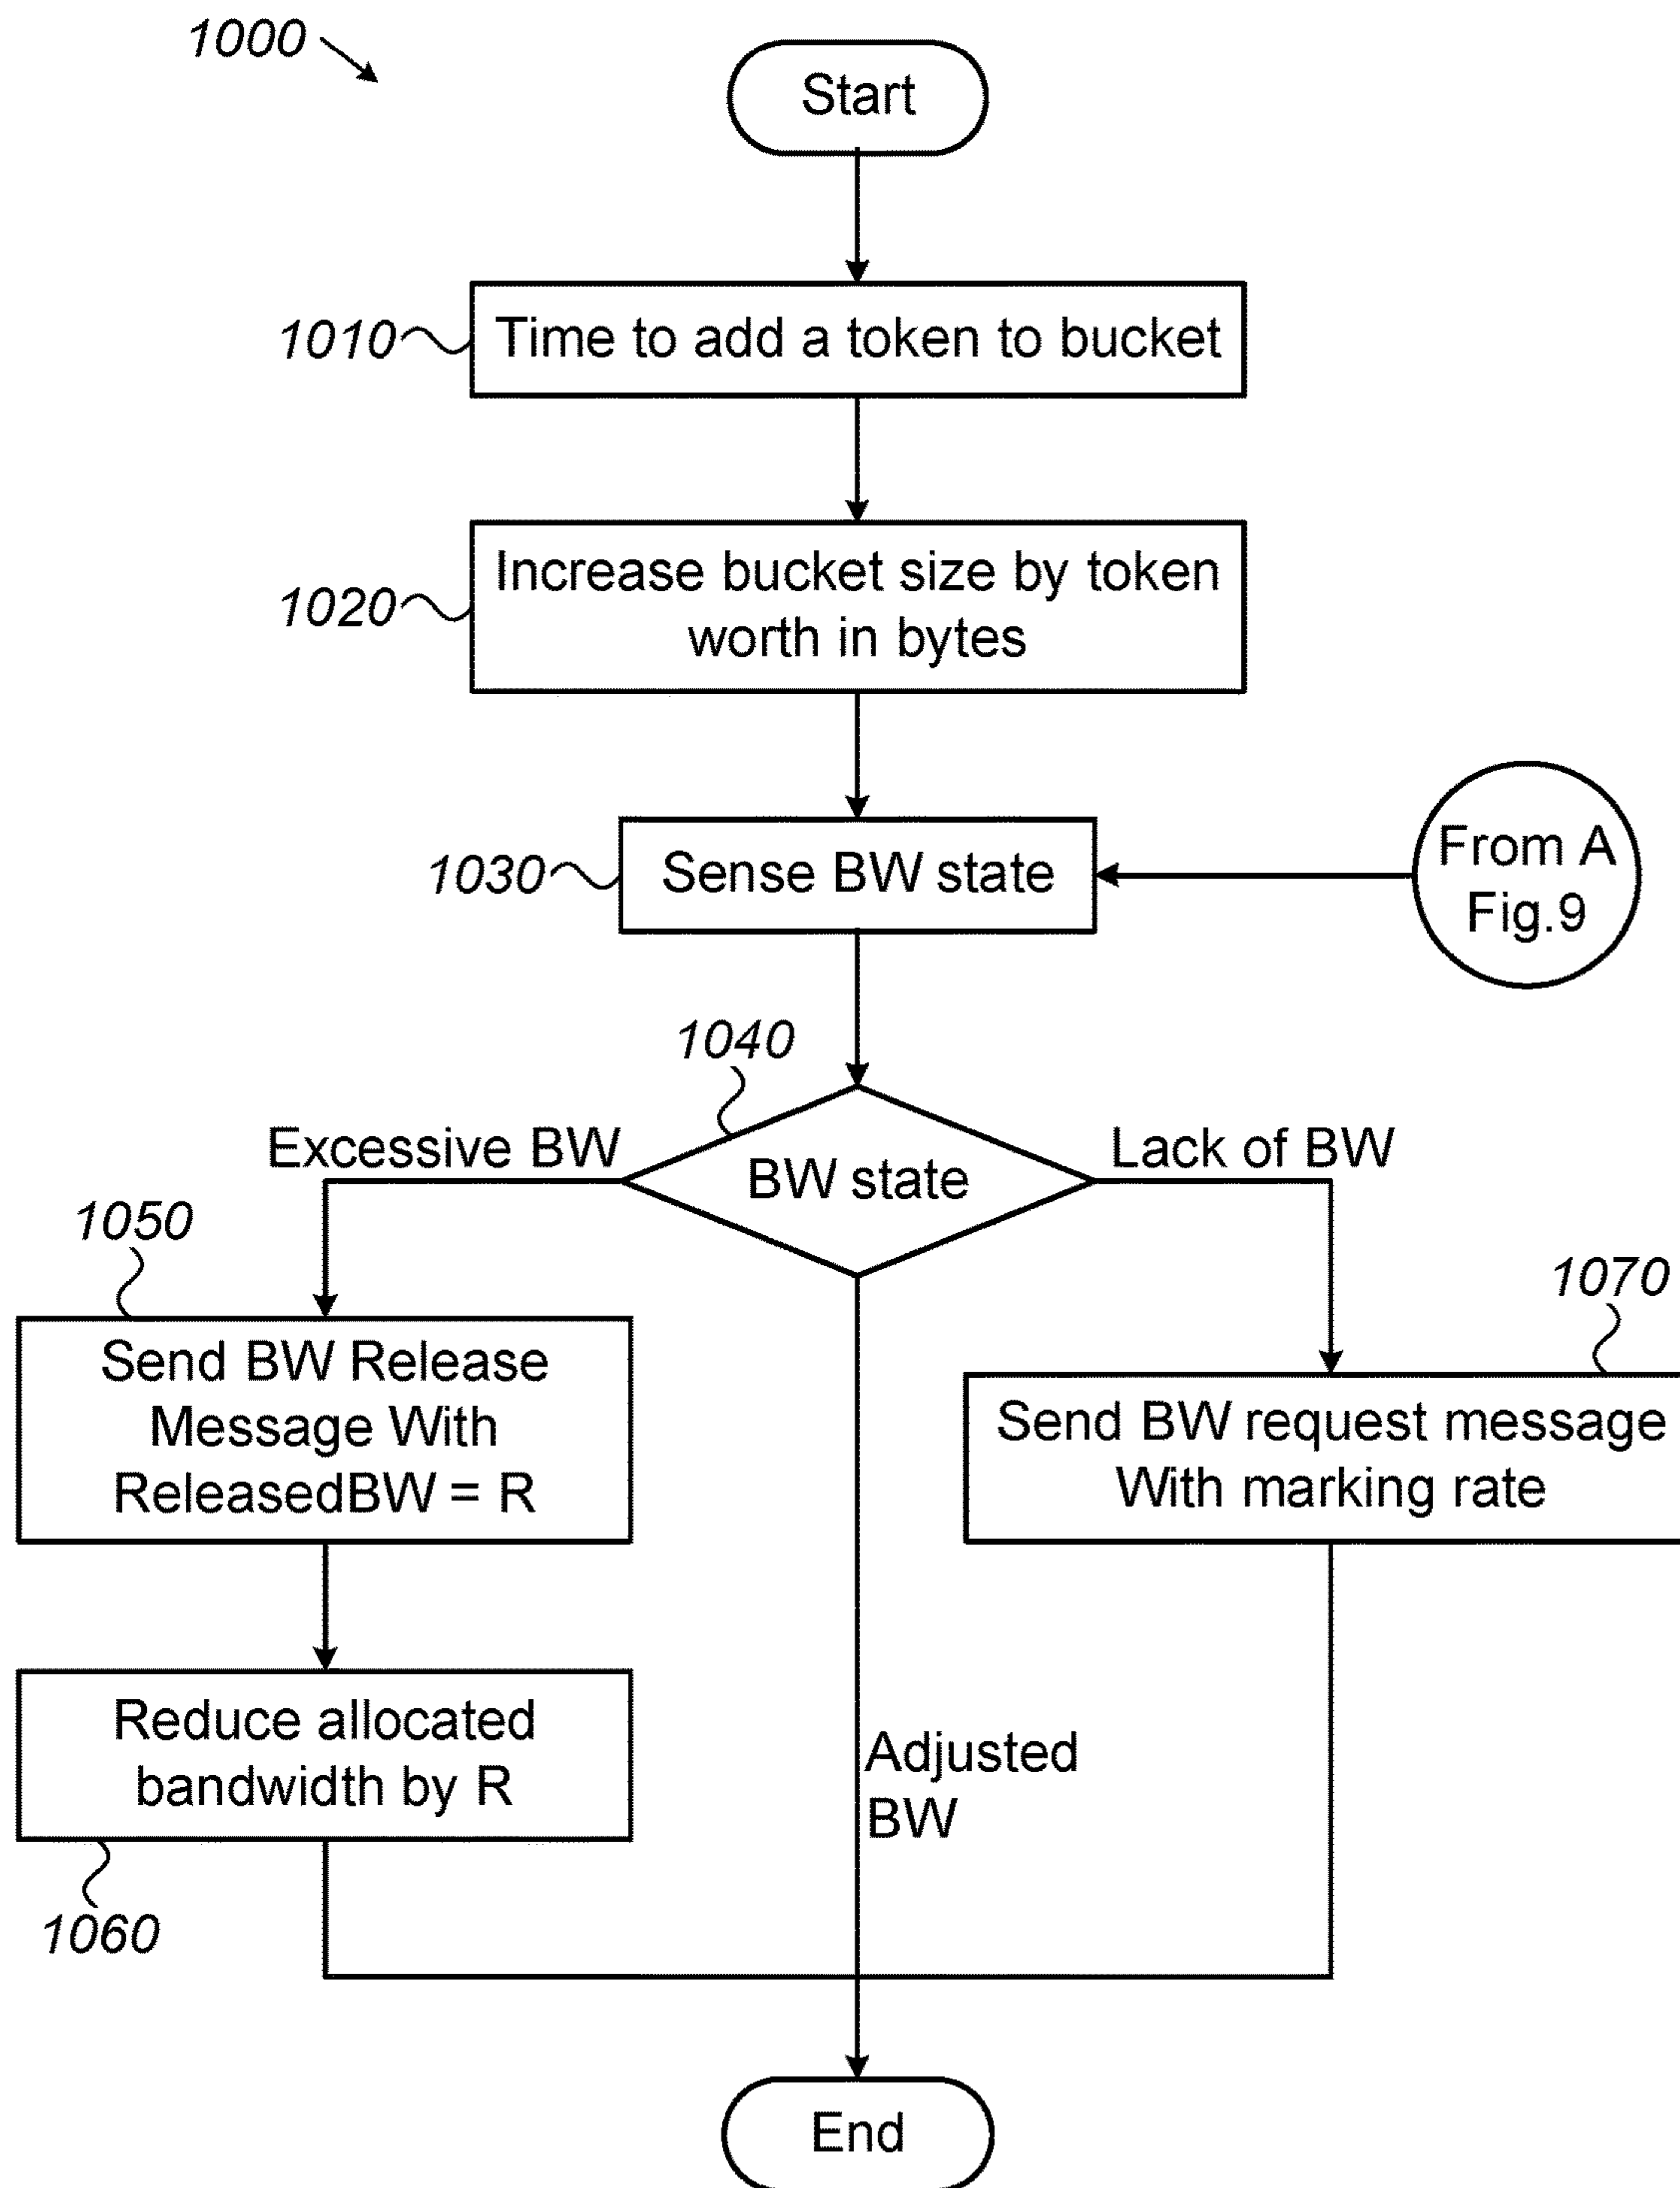 1000
Start
1010
Time to add a token to bucket
1020
Increase bucket size by token
worth in bytes
1030
Sense BW state
From A
Fig.9
1040
Excessive BW
BW state
Lack of BW
1050
Send BW Release
Message With
ReleasedBW = R
1070
Send BW request message
With marking rate
Reduce allocated
bandwidth by R
1060
Adjusted
BW
End